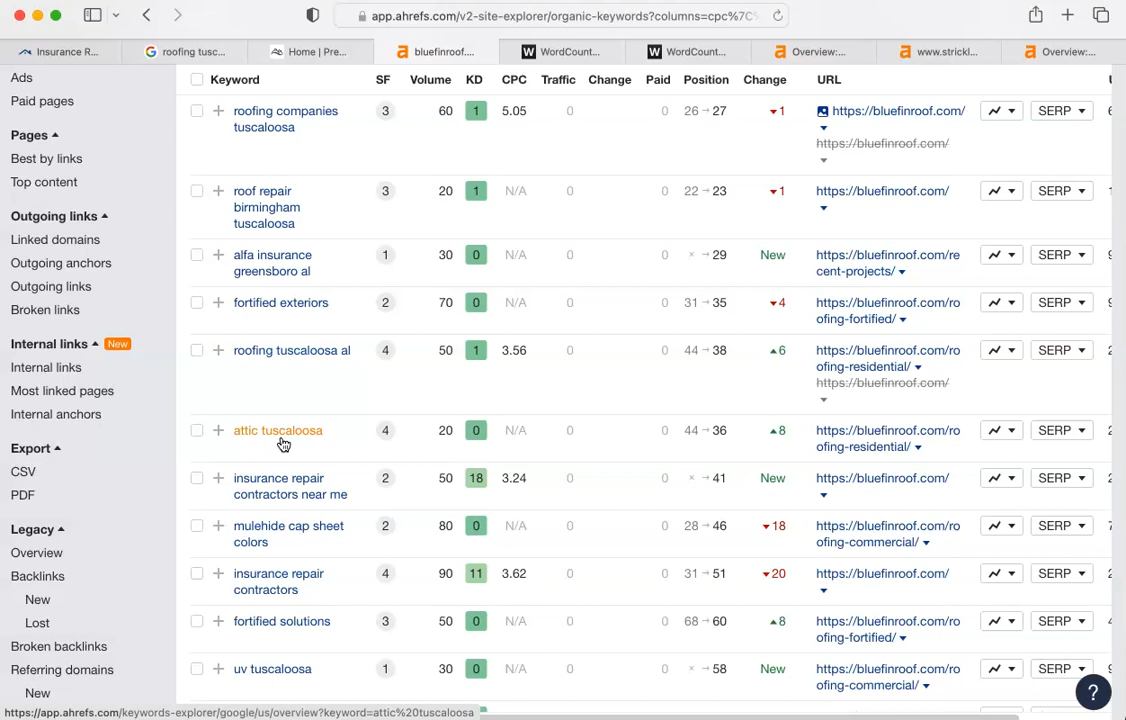 app.ahrefs.com/v2-site-explorer/organic-keywords?columns=cpc%7C
Insurance R...
roofing tusc...
Home | Pre...
bluefinroof....
WordCount...
WordCount...
Overview:...
www.strickl...
Overview:...
Ads
Paid pages
Pages
Best by links
Top content
Outgoing links
Linked domains
Outgoing anchors
Outgoing links
Broken links
Internal links New
Internal links
Most linked pages
Internal anchors
Export
CSV
PDF
Legacy
Overview
Backlinks
New
Lost
Broken backlinks
Referring domains
New
Keyword SF Volume KD CPC Traffic Change Paid Position Change URL
roofing companies 3 60 1 5.05 0 0 26 → 27 1 https://bluefinroof.com/ SERP 6
tuscaloosa
https://bluefinroof.com/
roof repair 3 20 1 N/A 0 0 22 → 23 1 https://bluefinroof.com/ SERP 1
birmingham
tuscaloosa
alfa insurance 1 30 0 N/A 0 0 × → 29 New https://bluefinroof.com/re SERP 9
greensboro al cent-projects/
fortified exteriors 2 70 0 N/A 0 0 31 → 35 4 https://bluefinroof.com/ro SERP 9
ofing-fortified/
roofing tuscaloosa al 4 50 1 3.56 0 0 44 → 38 6 https://bluefinroof.com/ro SERP 2
ofing-residential/
https://bluefinroof.com/
attic tuscaloosa 4 20 0 N/A 0 0 44 → 36 8 https://bluefinroof.com/ro SERP 2
ofing-residential/
insurance repair 2 50 18 3.24 0 0 × → 41 New https://bluefinroof.com/ SERP 2
contractors near me
mulehide cap sheet 2 80 0 N/A 0 0 28 → 46 18 https://bluefinroof.com/ro SERP 7
colors ofing-commercial/
insurance repair 4 90 11 3.62 0 0 31 → 51 20 https://bluefinroof.com/ SERP 2
contractors
fortified solutions 3 50 0 N/A 0 0 68 → 60 8 https://bluefinroof.com/ro SERP 4
ofing-fortified/
uv tuscaloosa 1 30 0 N/A 0 0 × → 58 New https://bluefinroof.com/ro SERP 9
ofing-commercial/
?
https://app.ahrefs.com/keywords-explorer/google/us/overview?keyword=attic%20tuscaloosa